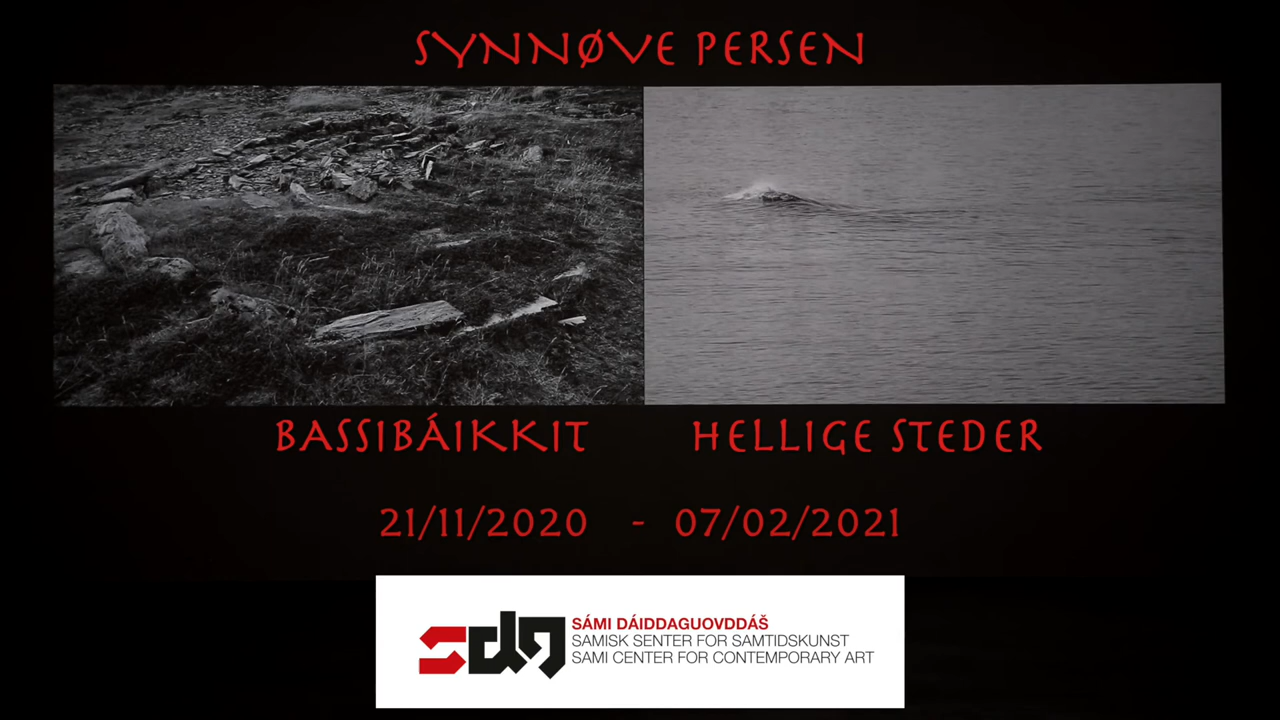 SYNNØVE PERSEN
BASSIBÁIKKIT HELLIGE STEDER
21/11/2020 - 07/02/2021
sdg SÁMI DÁIDDAGUOVDDÁŠ
SAMISK SENTER FOR SAMTIDSKUNST
SAMI CENTER FOR CONTEMPORARY ART